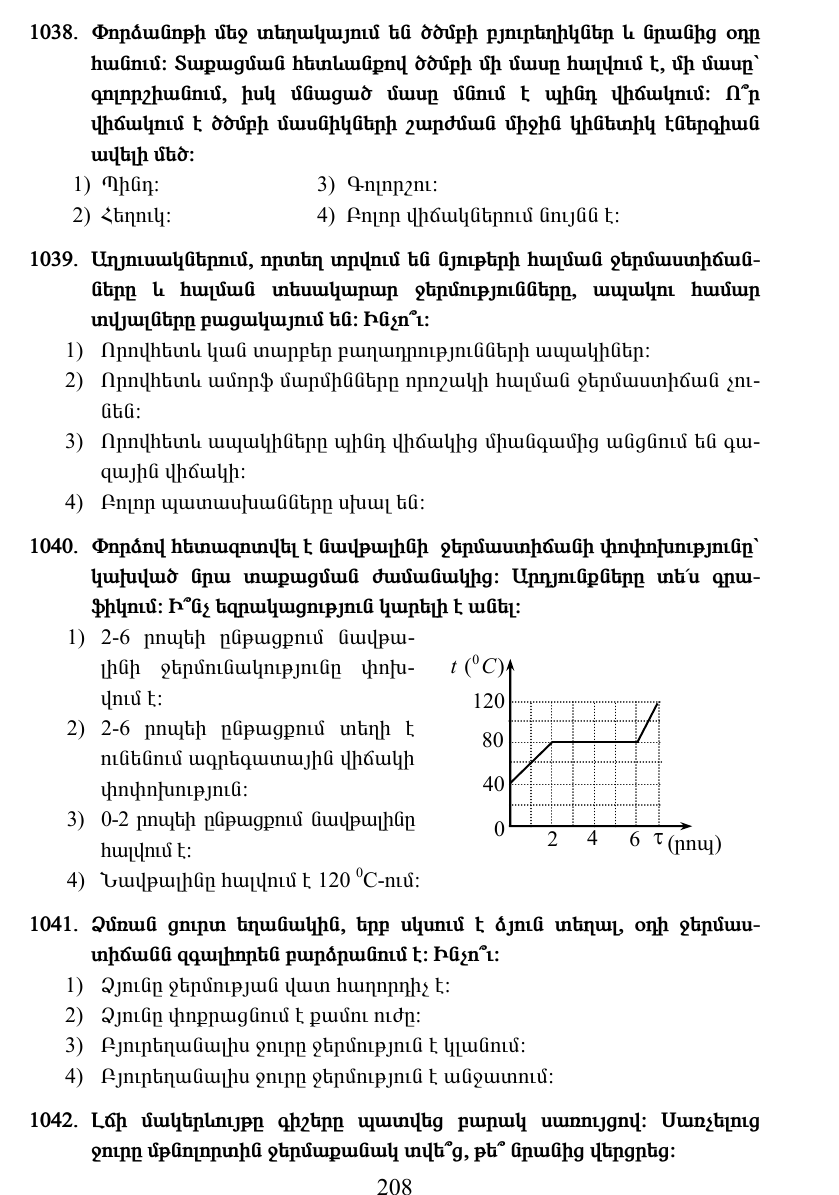 1038. Փորձանոթի մեջ տեղակայում են ծծմբի բյուրեղիկներ և նրանից օդը
հանում: Տաքացման հետևանքով ծծմբի մի մասը հալվում է, մի մասը՝
գոլորշիանում, իսկ մնացած մասը մնում է պինդ վիճակում: Ո՞ր
վիճակում է ծծմբի մասնիկների շարժման միջին կինետիկ էներգիան
ավելի մեծ:
1) Պինդ: 3) Գոլորշու:
2) Հեղուկ: 4) Բոլոր վիճակներում նույնն է:
1039. Աղյուսակներում, որտեղ տրվում են նյութերի հալման ջերմաստիճան-
ները և հալման տեսակարար ջերմությունները, ապակու համար
տվյալները բացակայում են: Ինչո՞ւ:
1) Որովհետև կան տարբեր բաղադրությունների ապակիներ:
2) Որովհետև ամորֆ մարմինները որոշակի հալման ջերմաստիճան չու-
նեն:
3) Որովհետև ապակիները պինդ վիճակից միանգամից անցնում են գա-
զային վիճակի:
4) Բոլոր պատասխանները սխալ են:
1040. Փորձով հետազոտվել է նավթալինի ջերմաստիճանի փոփոխությունը՝
կախված նրա տաքացման ժամանակից: Արդյունքները տե՛ս գրա-
ֆիկում: Ի՞նչ եզրակացություն կարելի է անել:
1) 2-6 րոպեի ընթացքում նավթա-
լինի ջերմունակությունը փոխ-
վում է:
2) 2-6 րոպեի ընթացքում տեղի է
ունենում ագրեգատային վիճակի
փոփոխություն:
3) 0-2 րոպեի ընթացքում նավթալինը
հալվում է:
4) Նավթալինը հալվում է 120 ⁰C-ում:
t (⁰C)
120
80
40
0
2 4 6 τ (րոպ)
1041. Ձմռան ցուրտ եղանակին, երբ սկսում է ձյուն տեղալ, օդի ջերմաս-
տիճանն զգալիորեն բարձրանում է: Ինչո՞ւ:
1) Ձյունը ջերմության վատ հաղորդիչ է:
2) Ձյունը փոքրացնում է քամու ուժը:
3) Բյուրեղանալիս ջուրը ջերմություն է կլանում:
4) Բյուրեղանալիս ջուրը ջերմություն է անջատում:
1042. Լճի մակերևույթը գիշերը պատվեց բարակ սառույցով: Սառչելուց
ջուրը մթնոլորտին ջերմաքանակ տվե՞ց, թե՞ նրանից վերցրեց:
208